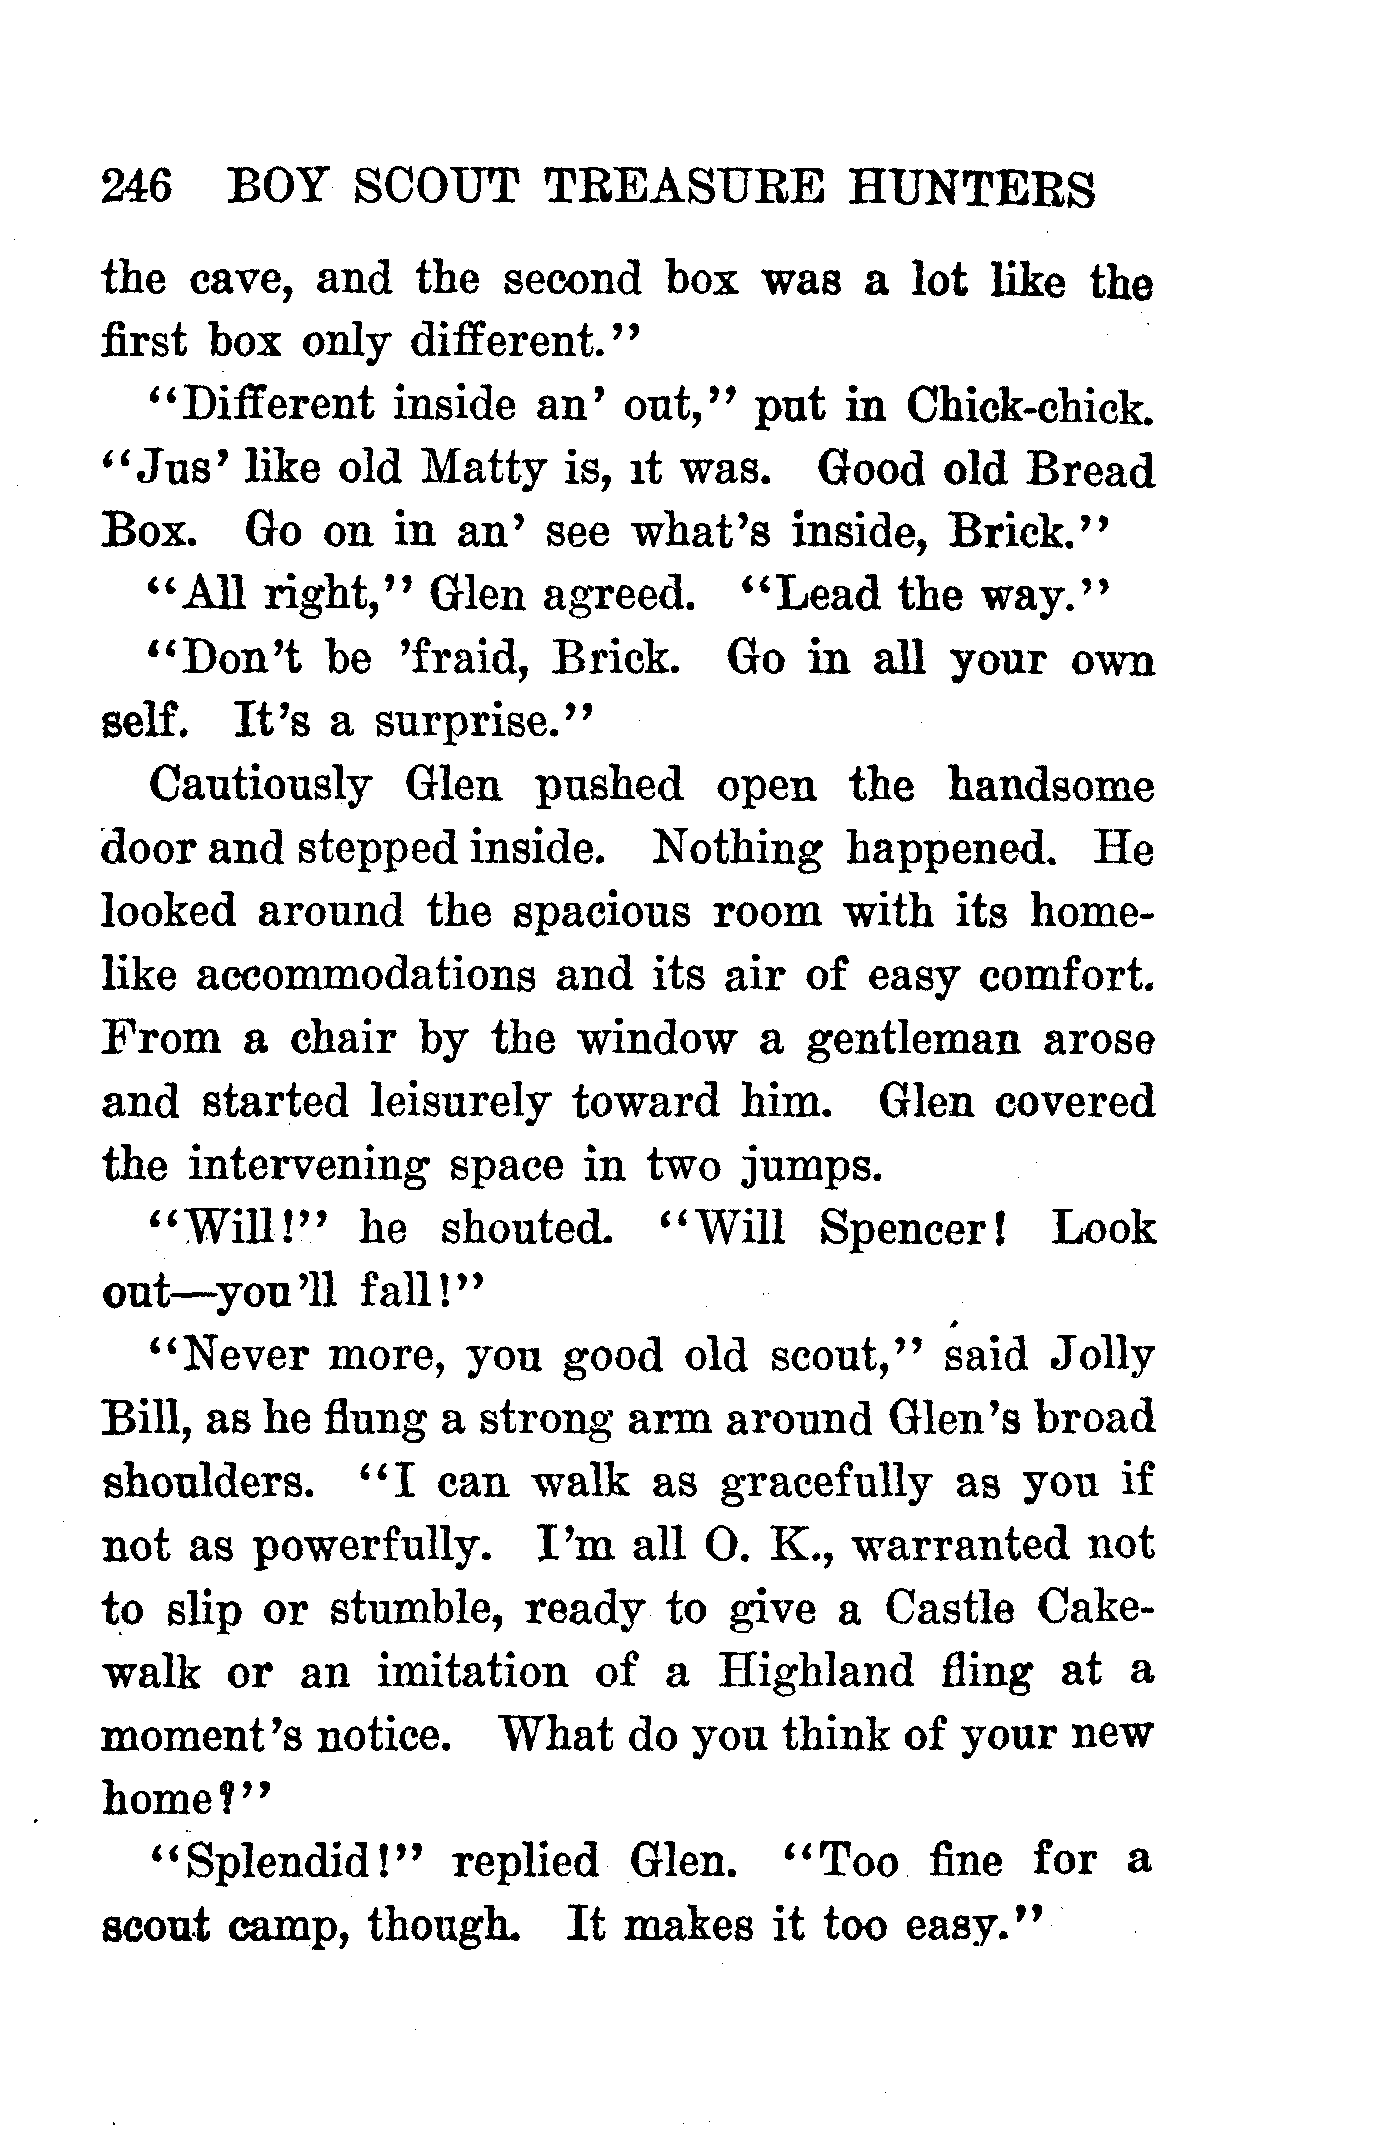 246 BOY SCOUT TREASURE HUNTERS
the cave, and the second box was a lot like the
first box only different."
"Different inside an' out," put in Chick-chick.
"Jus' like old Matty is, it was. Good old Bread
Box. Go on in an' see what's inside, Brick."
"All right," Glen agreed. "Lead the way."
"Don't be 'fraid, Brick. Go in all your own
self. It's a surprise."
Cautiously Glen pushed open the handsome
door and stepped inside. Nothing happened. He
looked around the spacious room with its home-
like accommodations and its air of easy comfort.
From a chair by the window a gentleman arose
and started leisurely toward him. Glen covered
the intervening space in two jumps.
"Will!" he shouted. "Will Spencer! Look
out—you'll fall!"
"Never more, you good old scout," said Jolly
Bill, as he flung a strong arm around Glen's broad
shoulders. "I can walk as gracefully as you if
not as powerfully. I'm all O. K., warranted not
to slip or stumble, ready to give a Castle Cake-
walk or an imitation of a Highland fling at a
moment's notice. What do you think of your new
home?"
"Splendid!" replied Glen. "Too fine for a
scout camp, though. It makes it too easy."